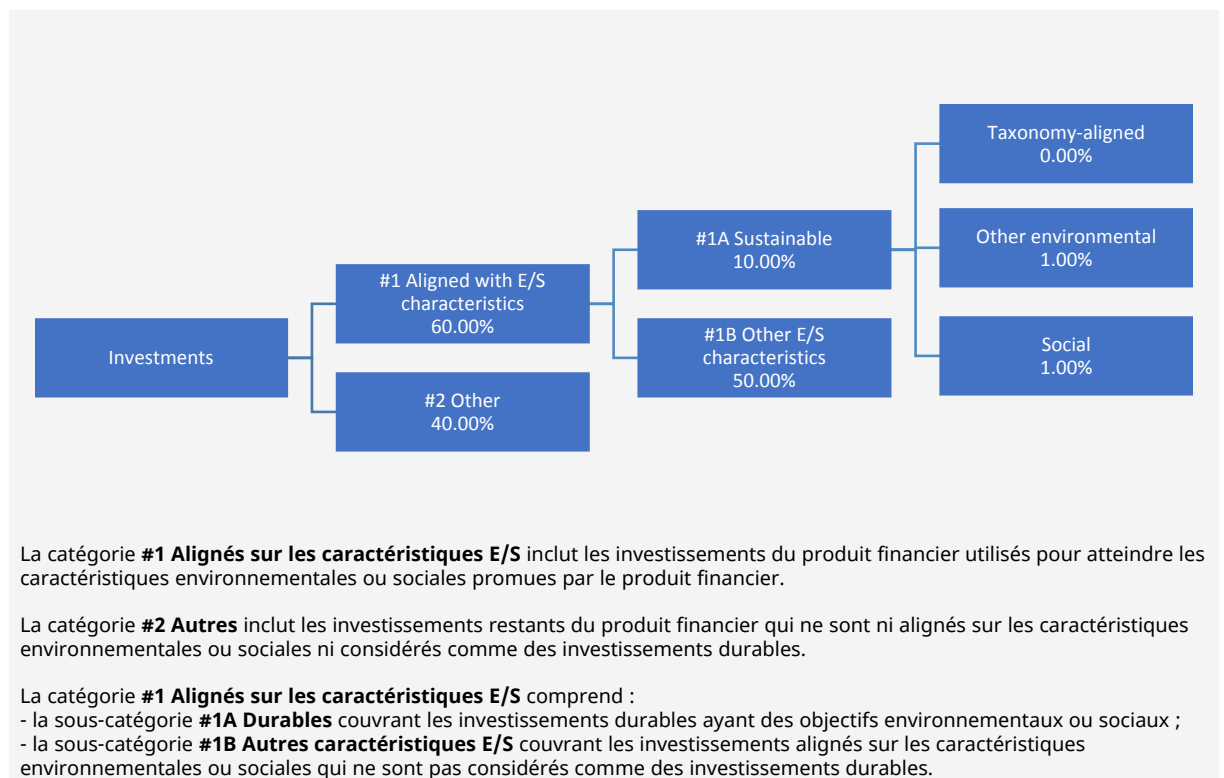 Investments
#1 Aligned with E/S
characteristics
60.00%
#2 Other
40.00%
#1A Sustainable
10.00%
#1B Other E/S
characteristics
50.00%
Taxonomy-aligned
0.00%
Other environmental
1.00%
Social
1.00%
La catégorie #1 Alignés sur les caractéristiques E/S inclut les investissements du produit financier utilisés pour atteindre les
caractéristiques environnementales ou sociales promues par le produit financier.
La catégorie #2 Autres inclut les investissements restants du produit financier qui ne sont ni alignés sur les caractéristiques
environnementales ou sociales ni considérés comme des investissements durables.
La catégorie #1 Alignés sur les caractéristiques E/S comprend :
- la sous-catégorie #1A Durables couvrant les investissements durables ayant des objectifs environnementaux ou sociaux ;
- la sous-catégorie #1B Autres caractéristiques E/S couvrant les investissements alignés sur les caractéristiques
environnementales ou sociales qui ne sont pas considérés comme des investissements durables.